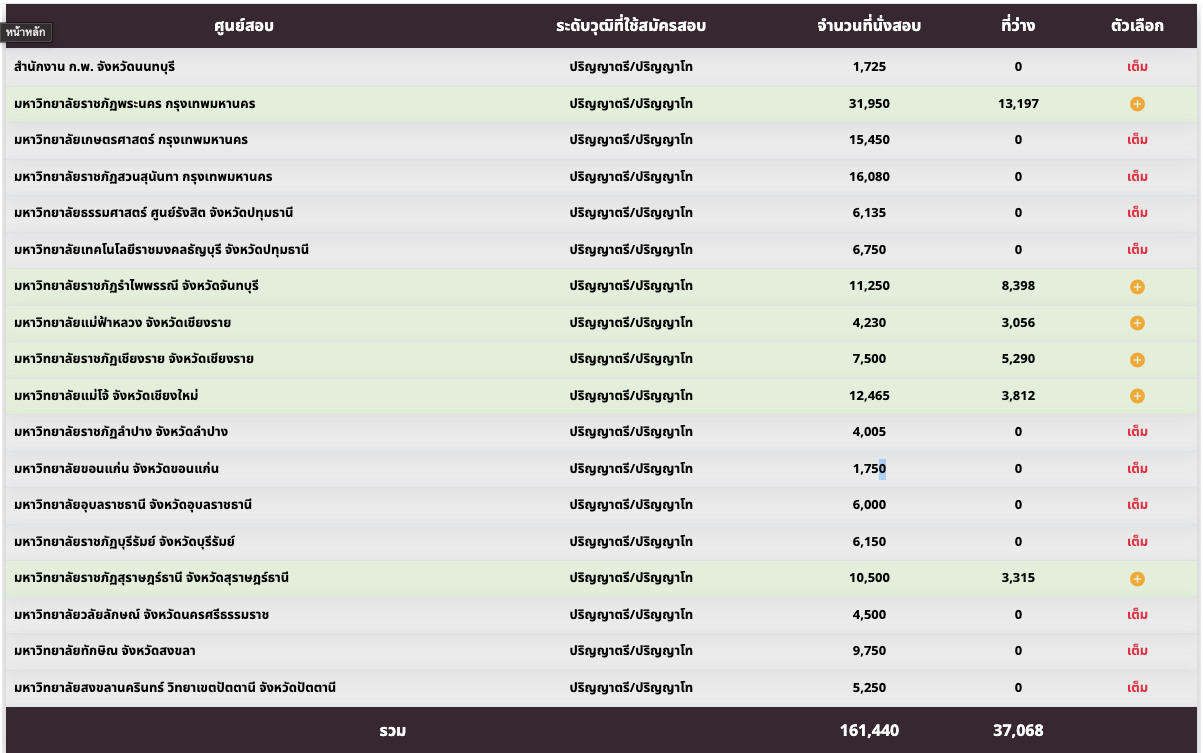 ศูนย์สอบ ระดับวุฒิที่ใช้สมัครสอบ จำนวนที่นั่งสอบ ที่ว่าง ตัวเลือก
หน้าหลัก
สำนักงาน ก.พ. จังหวัดนนทบุรี ปริญญาตรี/ปริญญาโท 1,725 0 เต็ม
มหาวิทยาลัยราชภัฏพระนคร กรุงเทพมหานคร ปริญญาตรี/ปริญญาโท 31,950 13,197
มหาวิทยาลัยเกษตรศาสตร์ กรุงเทพมหานคร ปริญญาตรี/ปริญญาโท 15,450 0 เต็ม
มหาวิทยาลัยราชภัฏสวนสุนันทา กรุงเทพมหานคร ปริญญาตรี/ปริญญาโท 16,080 0 เต็ม
มหาวิทยาลัยธรรมศาสตร์ ศูนย์รังสิต จังหวัดปทุมธานี ปริญญาตรี/ปริญญาโท 6,135 0 เต็ม
มหาวิทยาลัยเทคโนโลยีราชมงคลธัญบุรี จังหวัดปทุมธานี ปริญญาตรี/ปริญญาโท 6,750 0 เต็ม
มหาวิทยาลัยราชภัฏรำไพพรรณี จังหวัดจันทบุรี ปริญญาตรี/ปริญญาโท 11,250 8,398
มหาวิทยาลัยแม่ฟ้าหลวง จังหวัดเชียงราย ปริญญาตรี/ปริญญาโท 4,230 3,056
มหาวิทยาลัยราชภัฏเชียงราย จังหวัดเชียงราย ปริญญาตรี/ปริญญาโท 7,500 5,290
มหาวิทยาลัยแม่โจ้ จังหวัดเชียงใหม่ ปริญญาตรี/ปริญญาโท 12,465 3,812
มหาวิทยาลัยราชภัฏลำปาง จังหวัดลำปาง ปริญญาตรี/ปริญญาโท 4,005 0 เต็ม
มหาวิทยาลัยขอนแก่น จังหวัดขอนแก่น ปริญญาตรี/ปริญญาโท 1,750 0 เต็ม
มหาวิทยาลัยอุบลราชธานี จังหวัดอุบลราชธานี ปริญญาตรี/ปริญญาโท 6,000 0 เต็ม
มหาวิทยาลัยราชภัฏบุรีรัมย์ จังหวัดบุรีรัมย์ ปริญญาตรี/ปริญญาโท 6,150 0 เต็ม
มหาวิทยาลัยราชภัฏสุราษฎร์ธานี จังหวัดสุราษฎร์ธานี ปริญญาตรี/ปริญญาโท 10,500 3,315
มหาวิทยาลัยวลัยลักษณ์ จังหวัดนครศรีธรรมราช ปริญญาตรี/ปริญญาโท 4,500 0 เต็ม
มหาวิทยาลัยทักษิณ จังหวัดสงขลา ปริญญาตรี/ปริญญาโท 9,750 0 เต็ม
มหาวิทยาลัยสงขลานครินทร์ วิทยาเขตปัตตานี จังหวัดปัตตานี ปริญญาตรี/ปริญญาโท 5,250 0 เต็ม
รวม 161,440 37,068